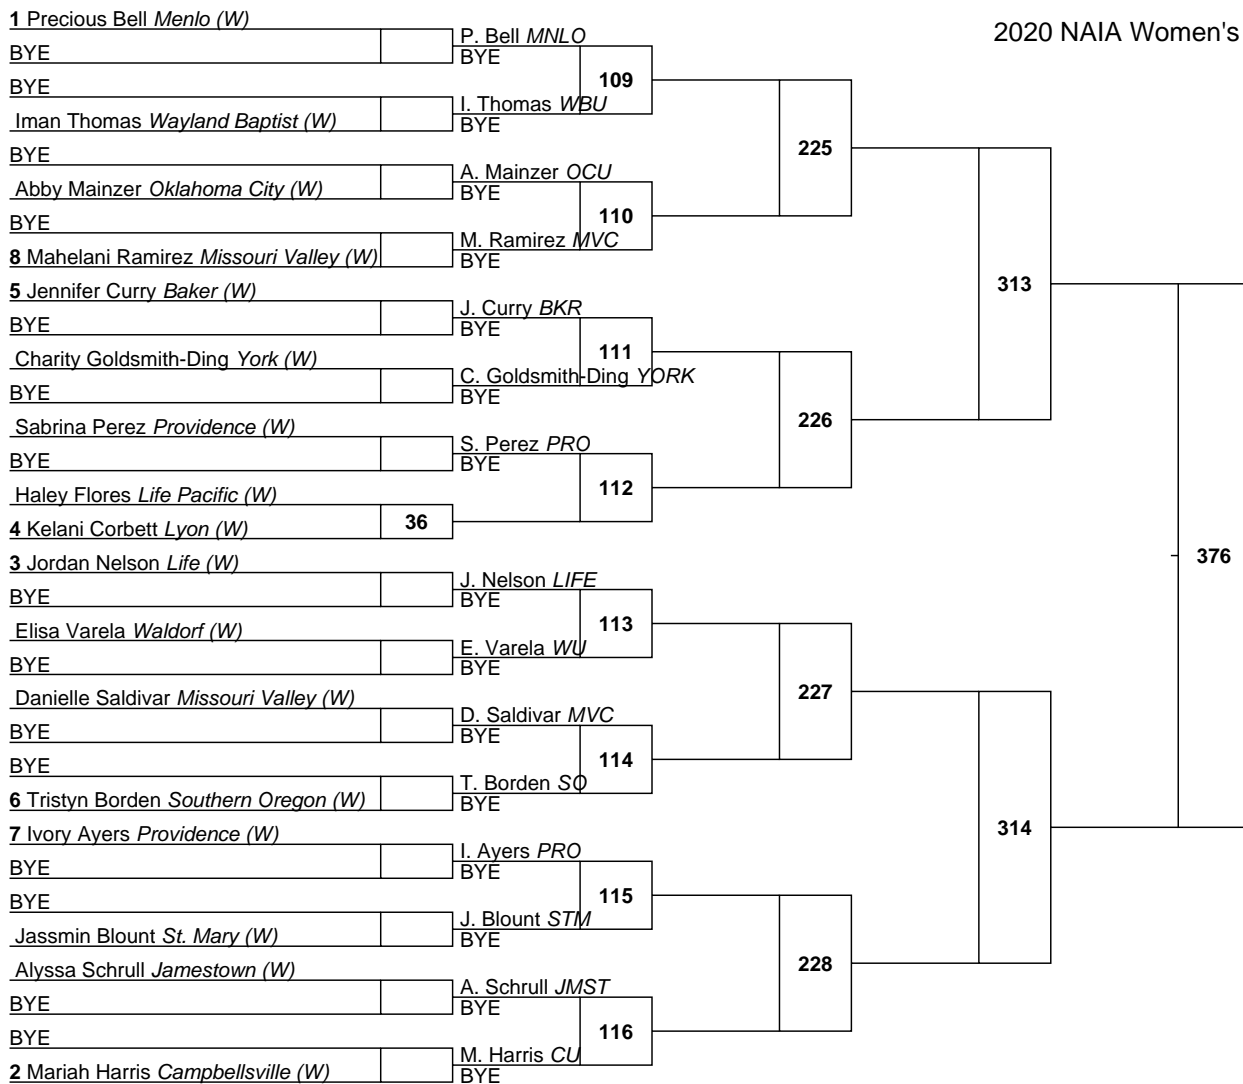 2020 NAIA Women's
1 Precious Bell Menlo (W)
BYE
BYE
Iman Thomas Wayland Baptist (W)
BYE
Abby Mainzer Oklahoma City (W)
BYE
8 Mahelani Ramirez Missouri Valley (W)
5 Jennifer Curry Baker (W)
BYE
Charity Goldsmith-Ding York (W)
BYE
Sabrina Perez Providence (W)
BYE
Haley Flores Life Pacific (W)
4 Kelani Corbett Lyon (W)
3 Jordan Nelson Life (W)
BYE
Elisa Varela Waldorf (W)
BYE
Danielle Saldivar Missouri Valley (W)
BYE
BYE
6 Tristyn Borden Southern Oregon (W)
7 Ivory Ayers Providence (W)
BYE
BYE
Jassmin Blount St. Mary (W)
Alyssa Schrull Jamestown (W)
BYE
BYE
2 Mariah Harris Campbellsville (W)
36
P. Bell MNLO
BYE
I. Thomas WBU
BYE
A. Mainzer OCU
BYE
M. Ramirez MVC
BYE
J. Curry BKR
BYE
C. Goldsmith-Ding YORK
BYE
S. Perez PRO
BYE
J. Nelson LIFE
BYE
E. Varela WU
BYE
D. Saldivar MVC
BYE
T. Borden SO
BYE
I. Ayers PRO
BYE
J. Blount STM
BYE
A. Schrull JMST
BYE
M. Harris CU
BYE
109
110
111
112
113
114
115
116
225
226
227
228
313
314
376